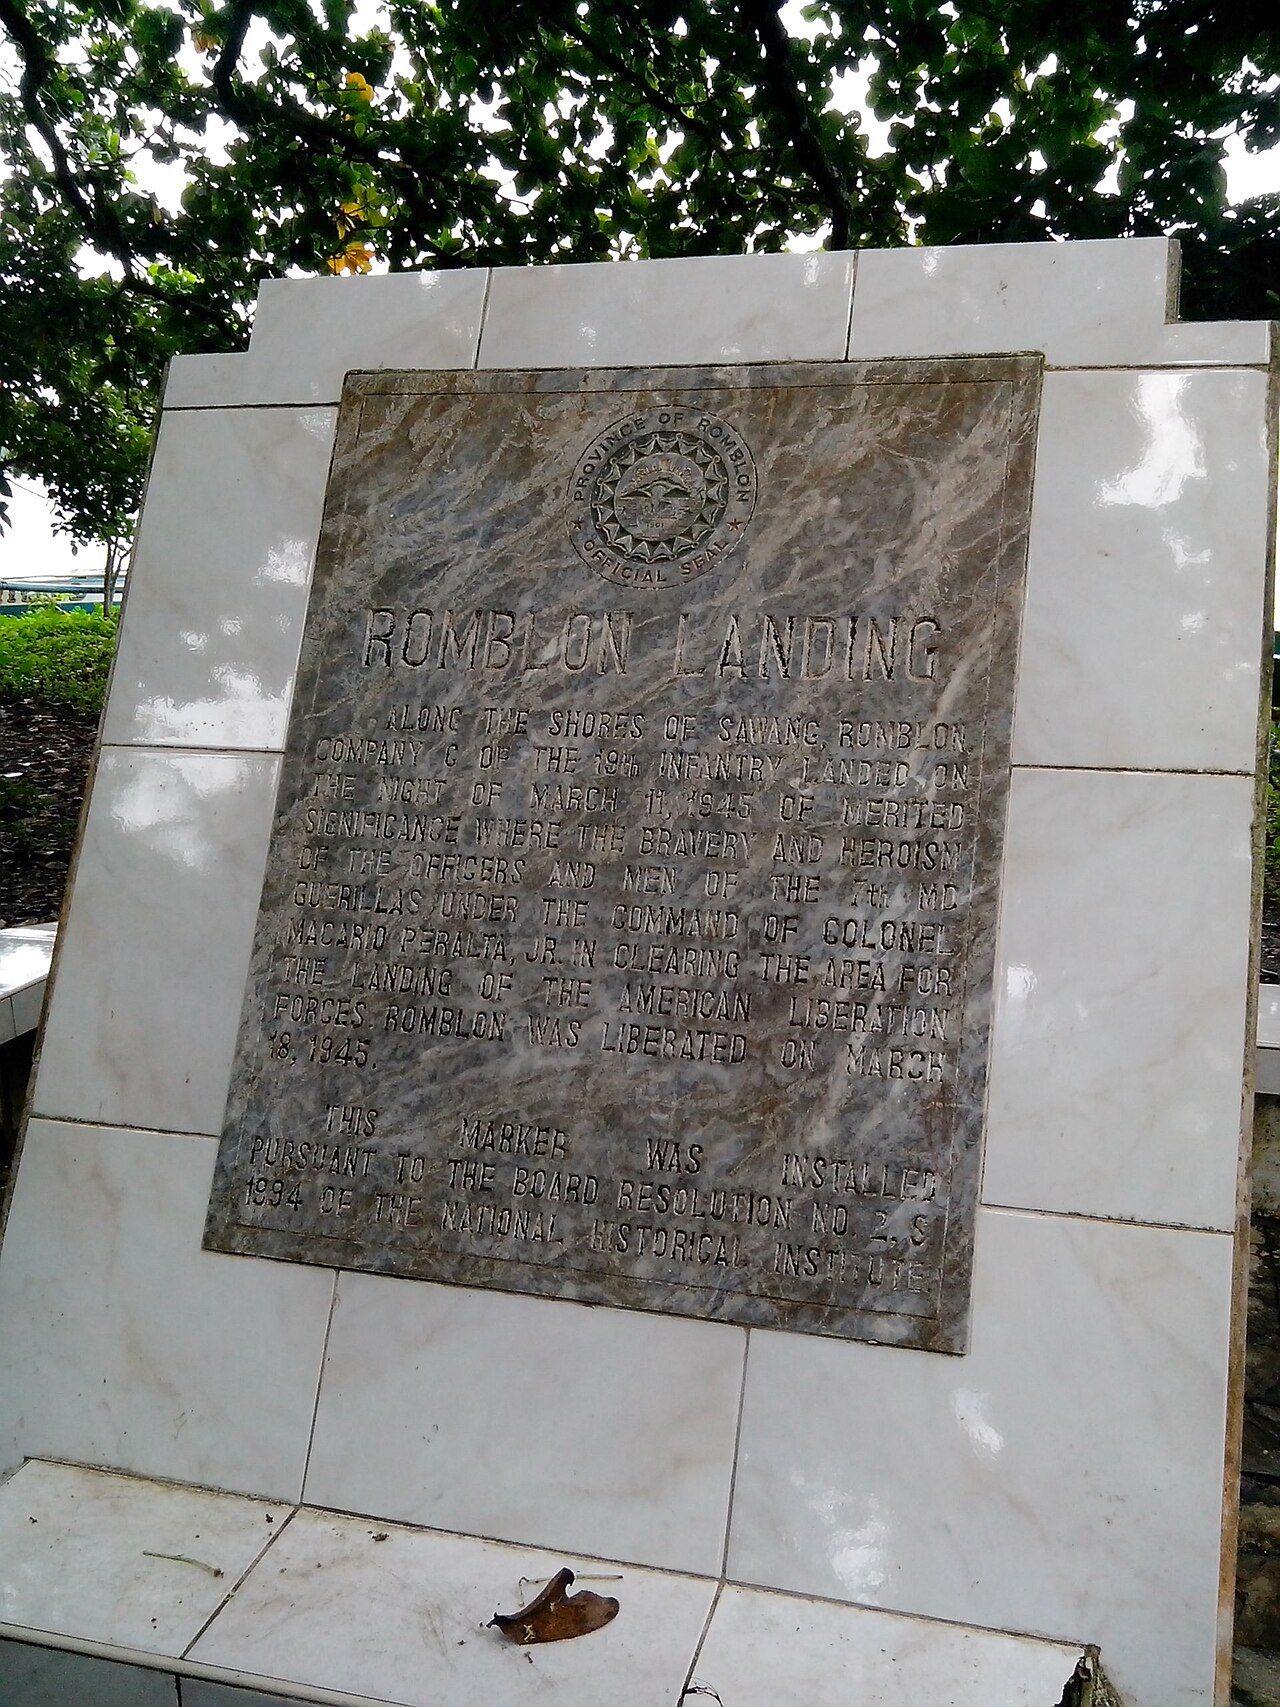 PROVINCE OF ROMBLON
1901
OFFICIAL SEAL
ROMBLON LANDING
ALONG THE SHORES OF SAWANG, ROMBLON,
COMPANY C OF THE 19th INFANTRY LANDED ON
THE NIGHT OF MARCH 11, 1945 OF MERITED
SIGNIFICANCE WHERE THE BRAVERY AND HEROISM
OF THE OFFICERS AND MEN OF THE 7th MD
GUERILLAS UNDER THE COMMAND OF COLONEL
MACARIO PERALTA, JR. IN CLEARING THE AREA FOR
THE LANDING OF THE AMERICAN LIBERATION
FORCES. ROMBLON WAS LIBERATED ON MARCH
18, 1945.
THIS MARKER WAS INSTALLED
PURSUANT TO THE BOARD RESOLUTION NO. 2, S
1994 OF THE NATIONAL HISTORICAL INSTITUTE.